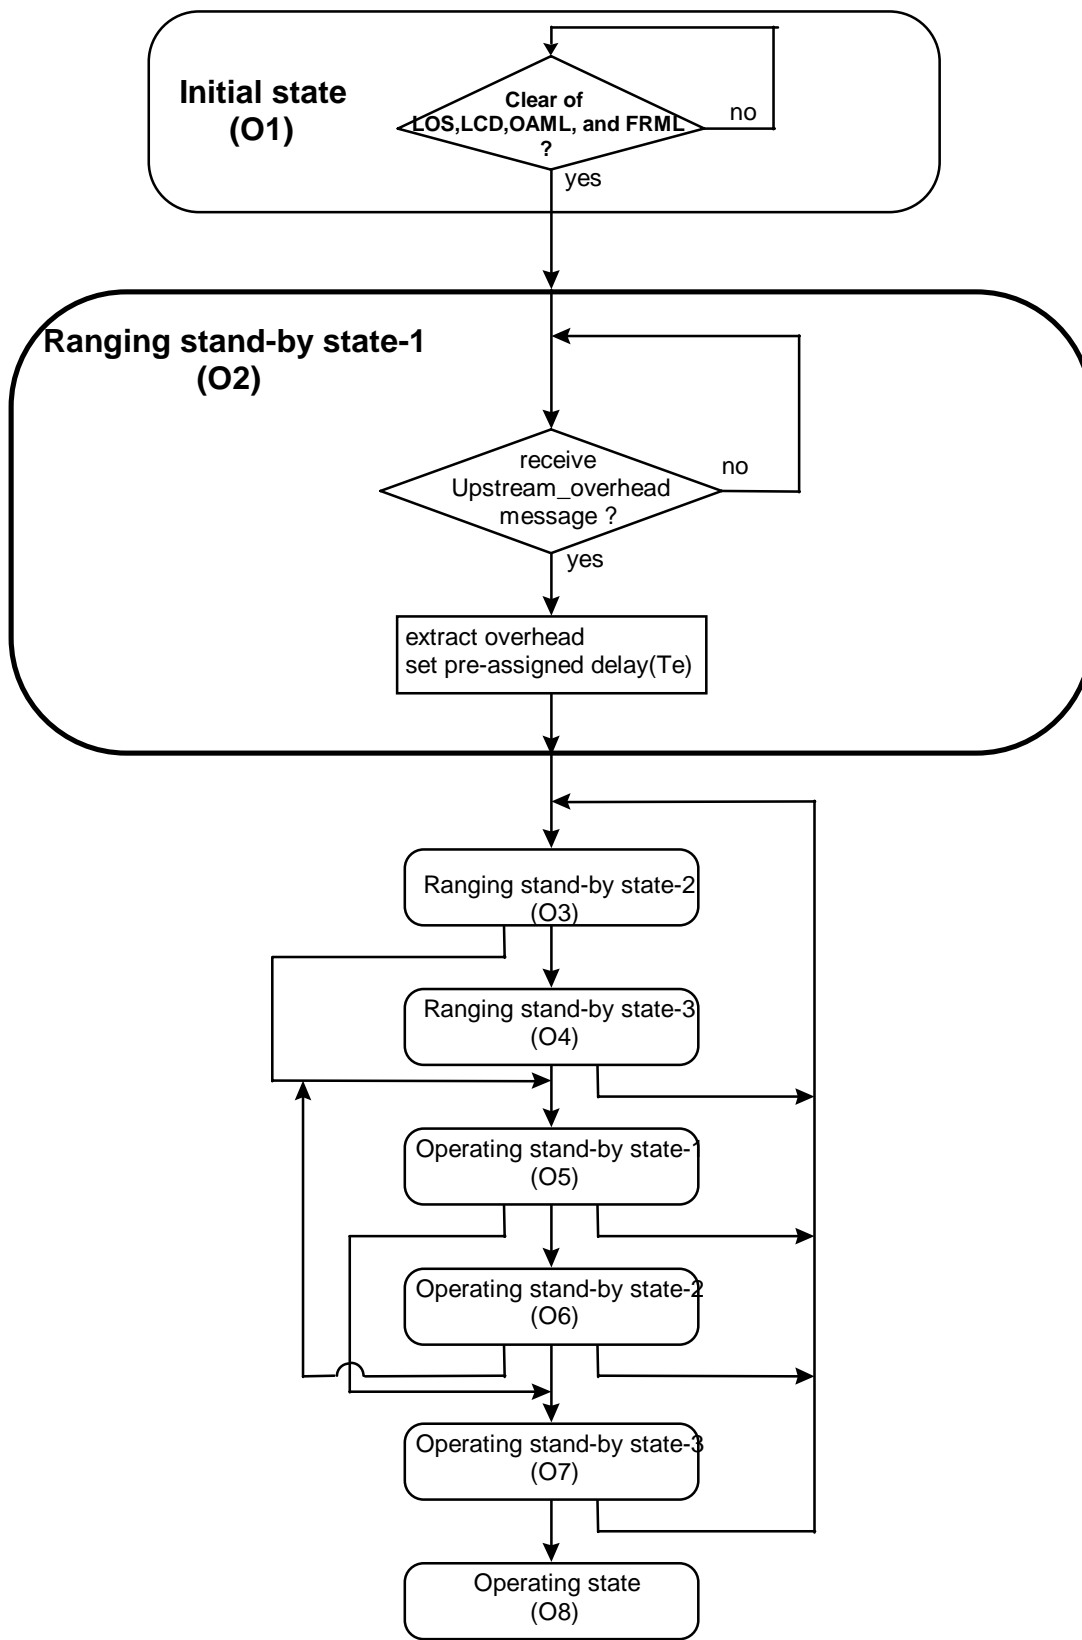 Initial state
(O1)
Clear of
LOS,LCD,OAML, and FRML
?
no
yes
Ranging stand-by state-1
(O2)
receive
Upstream_overhead
message ?
no
yes
extract overhead
set pre-assigned delay(Te)
Ranging stand-by state-2
(O3)
Ranging stand-by state-3
(O4)
Operating stand-by state-1
(O5)
Operating stand-by state-2
(O6)
Operating stand-by state-3
(O7)
Operating state
(O8)